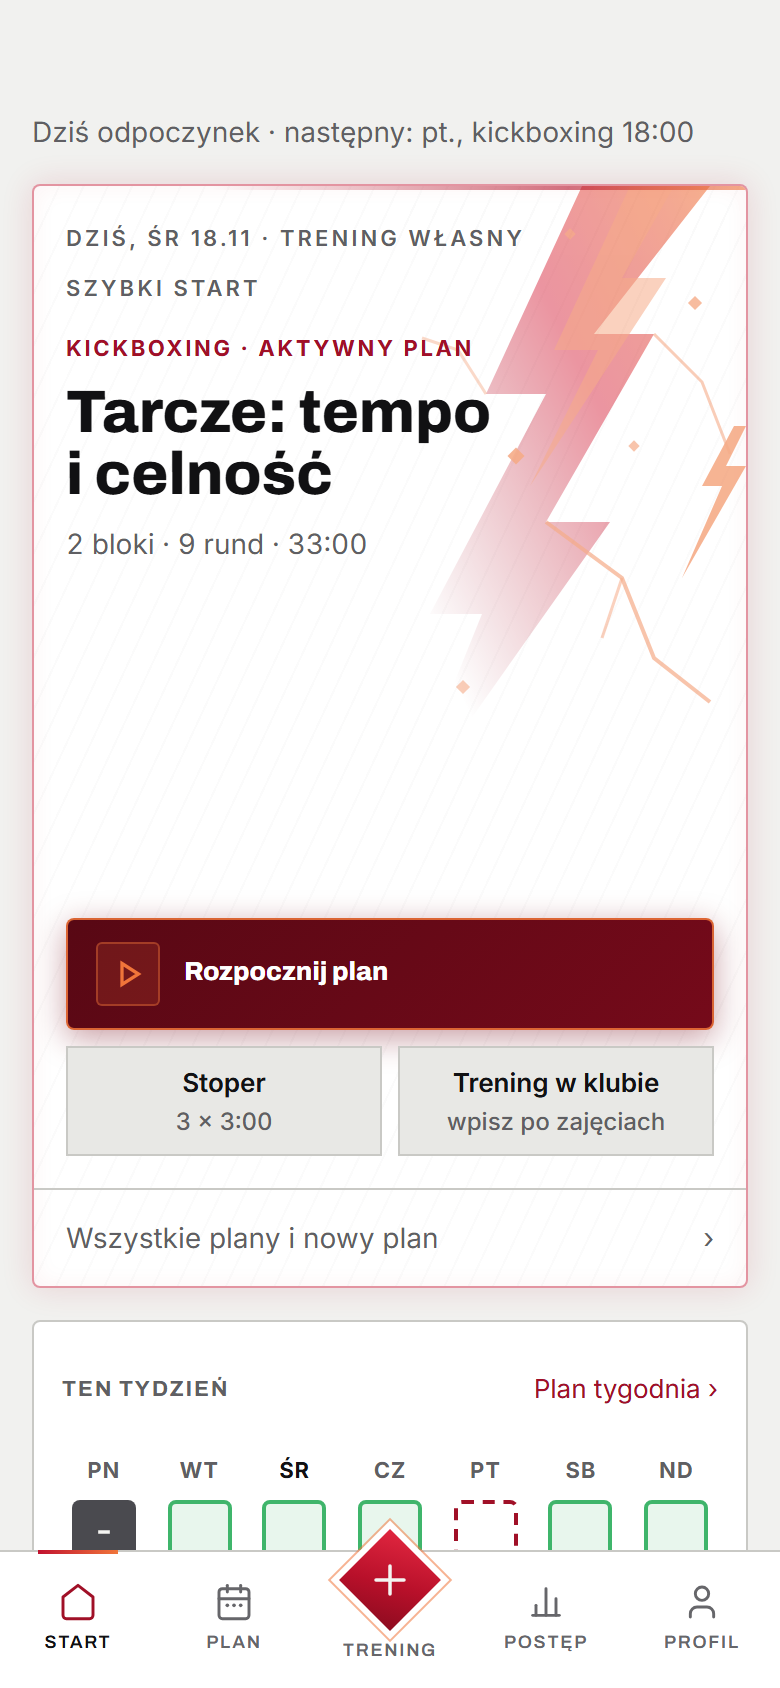 Dziś odpoczynek · następny: pt., kickboxing 18:00
DZIŚ, ŚR 18.11 · TRENING WŁASNY
SZYBKI START
KICKBOXING · AKTYWNY PLAN
Tarcze: tempo
i celność
2 bloki · 9 rund · 33:00
Rozpocznij plan
Stoper
3 × 3:00
Trening w klubie
wpisz po zajęciach
Wszystkie plany i nowy plan ›
TEN TYDZIEŃ
Plan tygodnia ›
PN WT ŚR CZ PT SB ND
-
START PLAN TRENING POSTĘP PROFIL